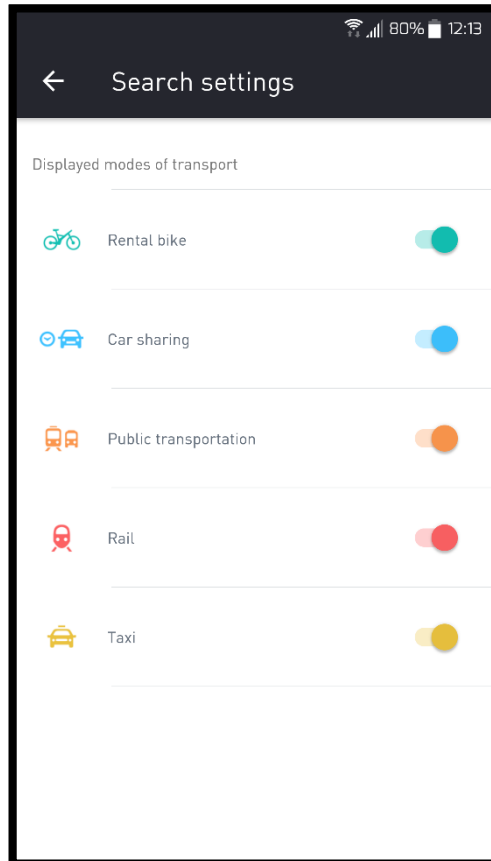 80% 12:13
Search settings
Displayed modes of transport
Rental bike
Car sharing
Public transportation
Rail
Taxi